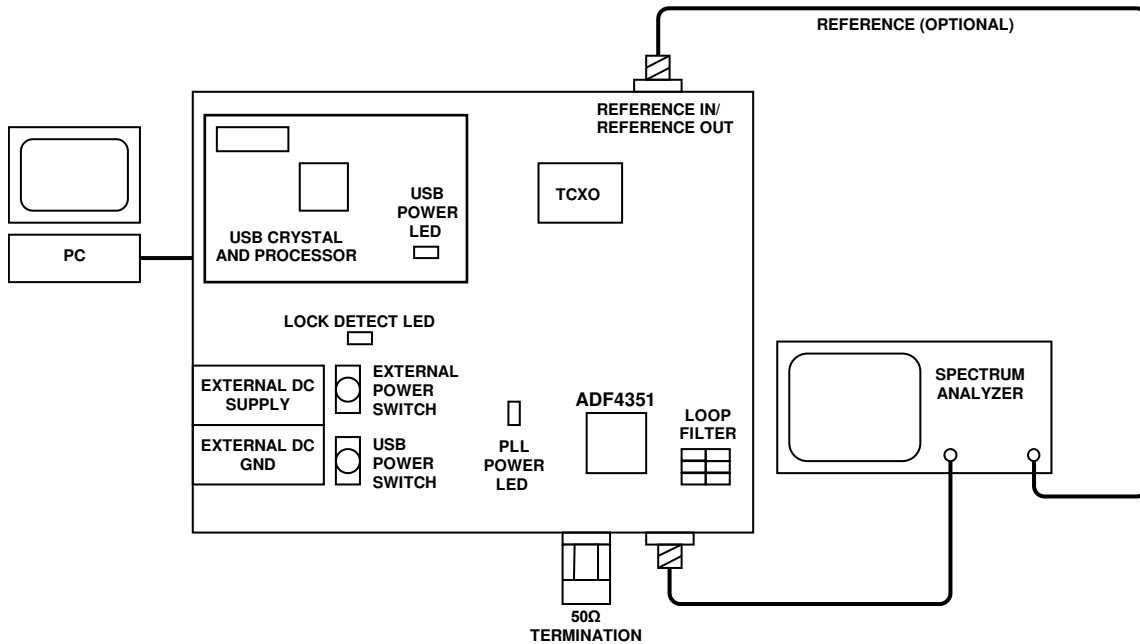 REFERENCE (OPTIONAL)
REFERENCE IN/
REFERENCE OUT
TCXO
USB
POWER
LED
USB CRYSTAL
AND PROCESSOR
PC
LOCK DETECT LED
EXTERNAL DC
SUPPLY
EXTERNAL
POWER
SWITCH
EXTERNAL DC
GND
USB
POWER
SWITCH
PLL
POWER
LED
ADF4351
LOOP
FILTER
SPECTRUM
ANALYZER
50Ω
TERMINATION